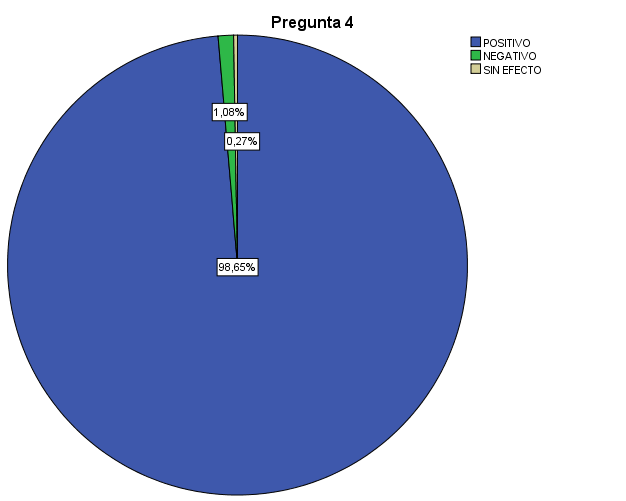 Pregunta 4
POSITIVO
NEGATIVO
SIN EFECTO
1,08%
0,27%
98,65%